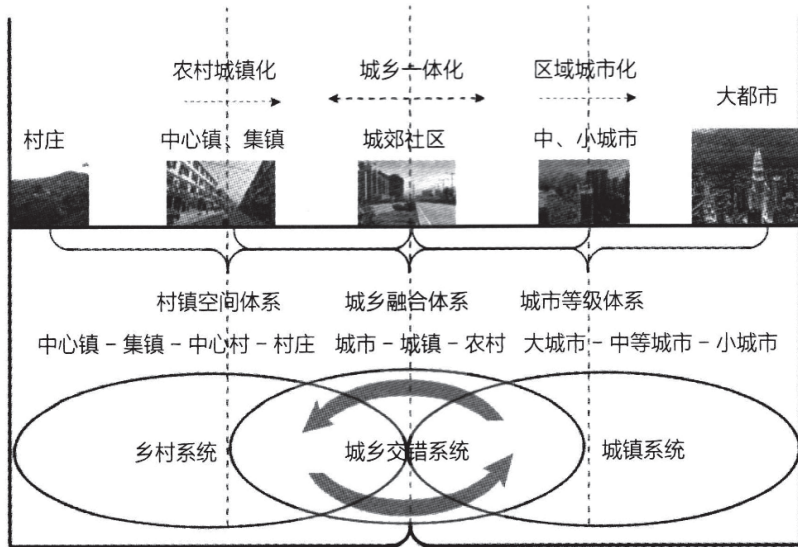 农村城镇化 城乡一体化 区域城市化
大都市
村庄 中心镇、集镇 城郊社区 中、小城市
村镇空间体系 城乡融合体系 城市等级体系
中心镇－集镇－中心村－村庄 城市－城镇－农村 大城市－中等城市－小城市
乡村系统 城乡交错系统 城镇系统